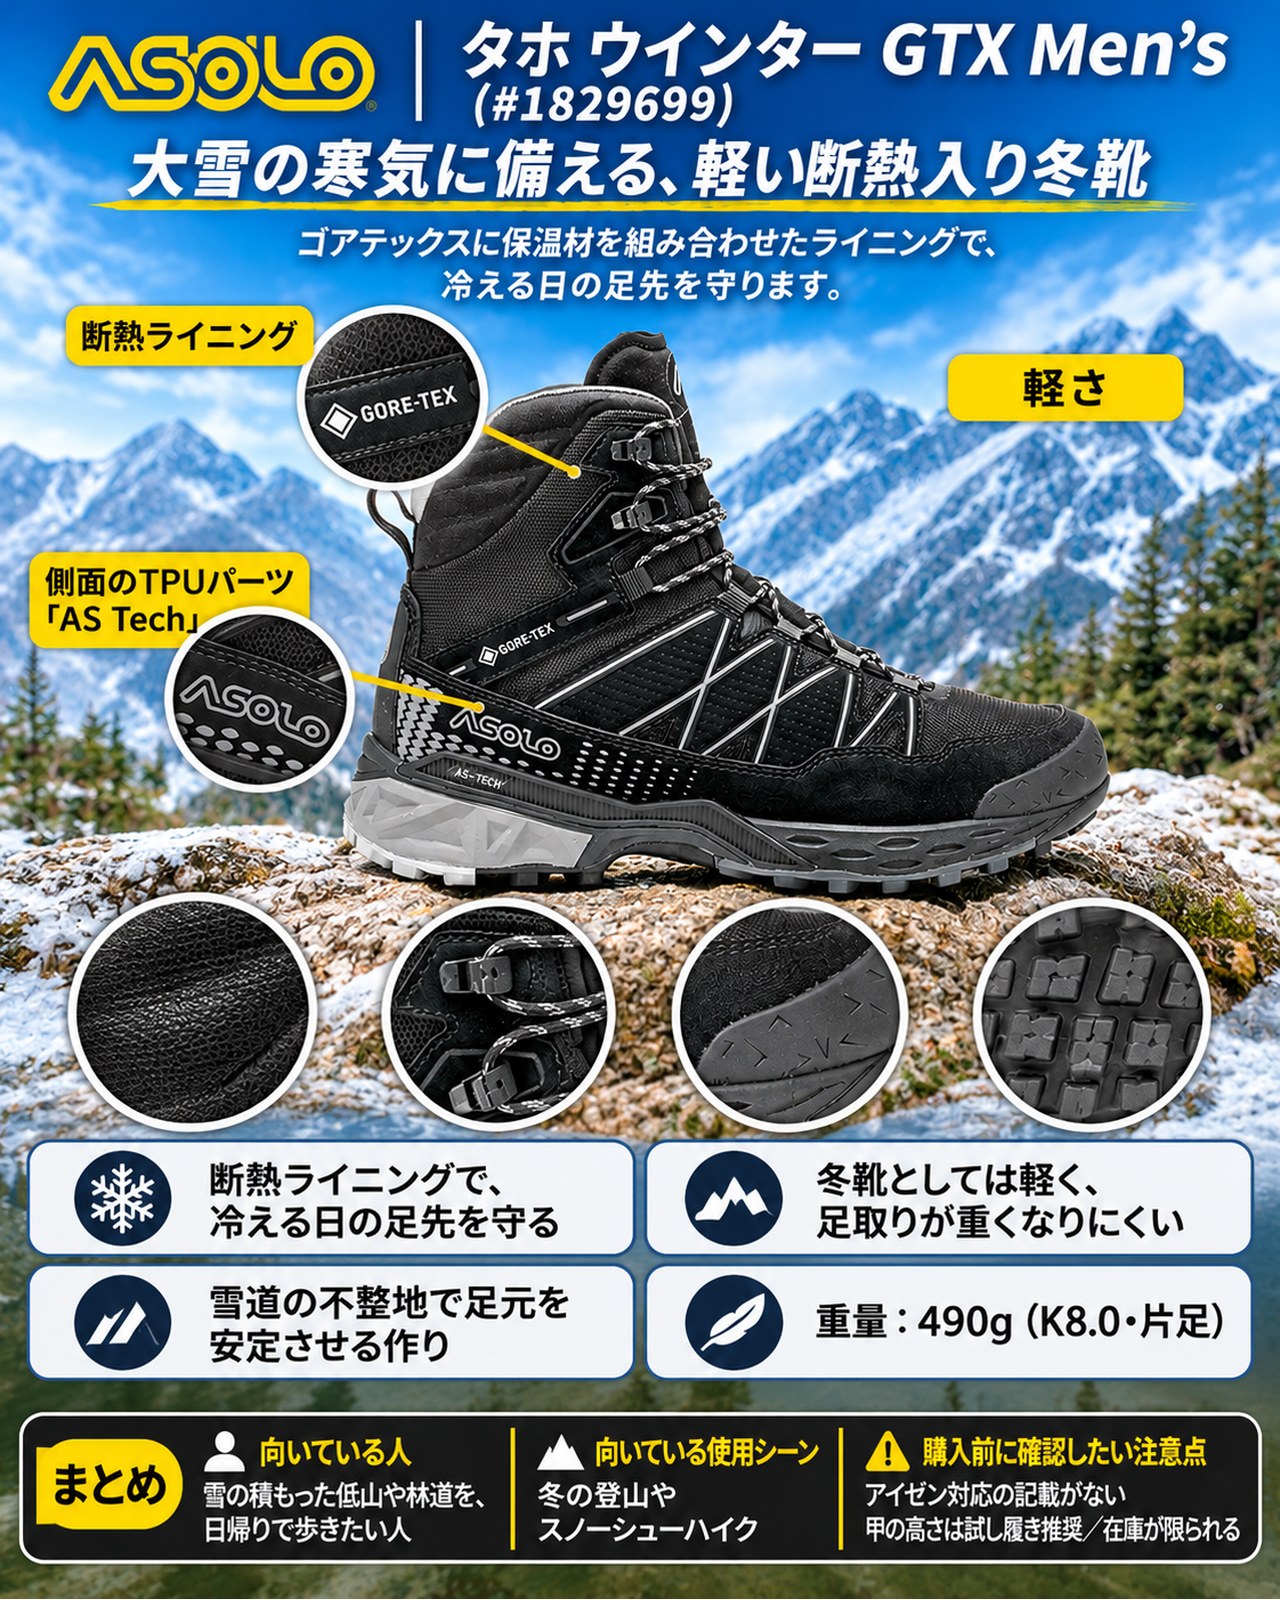 ASOLO®
タホ ウインター GTX Men's
(#1829699)
大雪の寒気に備える、軽い断熱入り冬靴
ゴアテックスに保温材を組み合わせたライニングで、
冷える日の足先を守ります。
断熱ライニング
GORE-TEX
軽さ
側面のTPUパーツ
「AS Tech」
ASOLO
GORE-TEX
ASOLO
AS-TECH
断熱ライニングで、
冷える日の足先を守る
冬靴としては軽く、
足取りが重くなりにくい
雪道の不整地で足元を
安定させる作り
重量：490g（K8.0・片足）
まとめ
向いている人
雪の積もった低山や林道を、
日帰りで歩きたい人
向いている使用シーン
冬の登山や
スノーシューハイク
購入前に確認したい注意点
アイゼン対応の記載がない
甲の高さは試し履き推奨／在庫が限られる